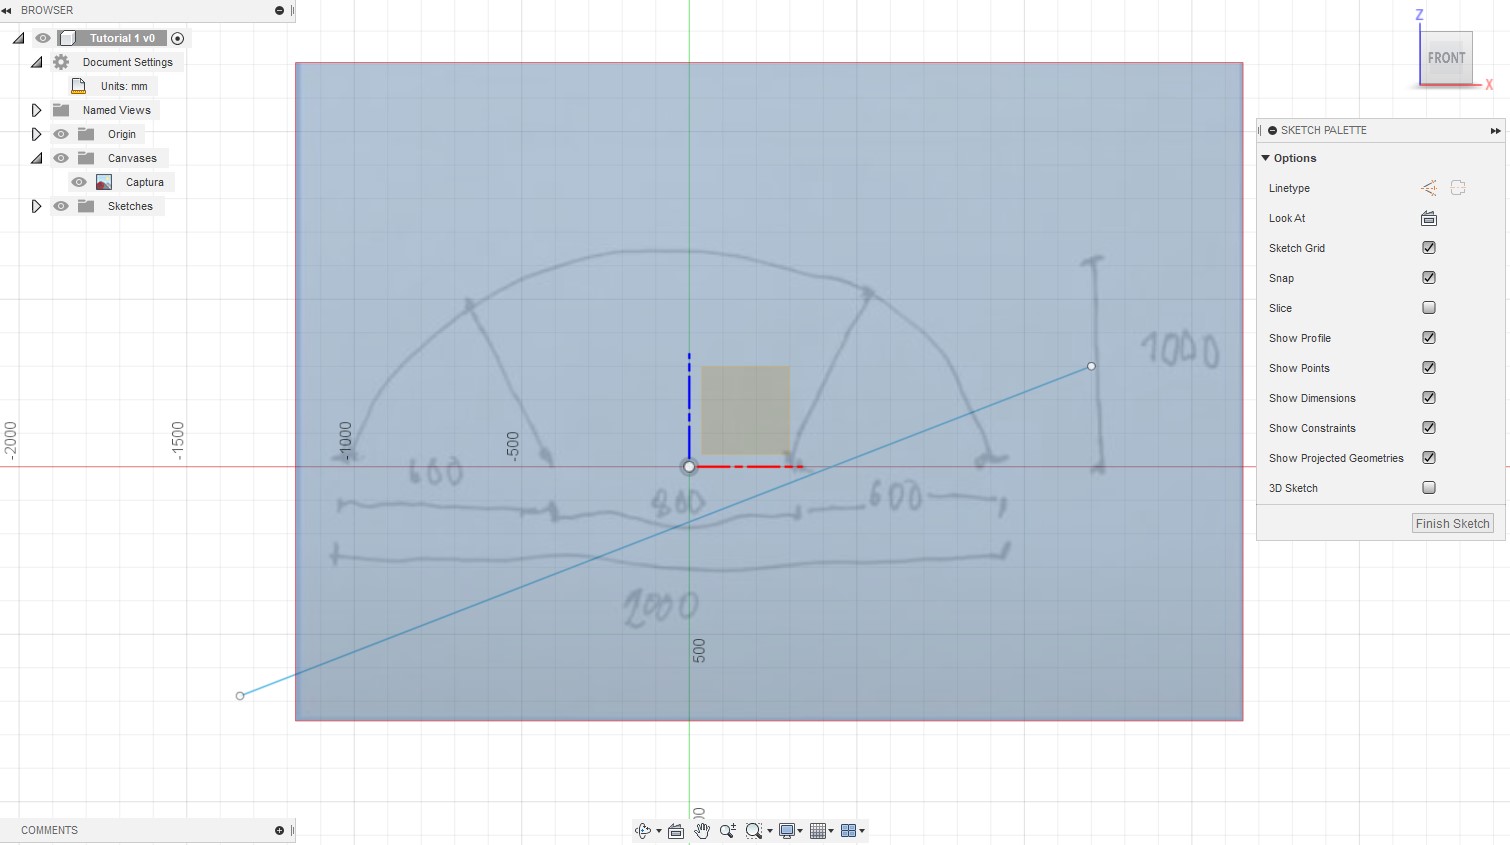 BROWSER
Tutorial 1 v0
Document Settings
Units: mm
Named Views
Origin
Canvases
Captura
Sketches
FRONT
Z
X
SKETCH PALETTE
Options
Linetype
Look At
Sketch Grid
Snap
Slice
Show Profile
Show Points
Show Dimensions
Show Constraints
Show Projected Geometries
3D Sketch
Finish Sketch
-2000
-1500
-1000
-500
1000
600
800
600
2000
500
COMMENTS